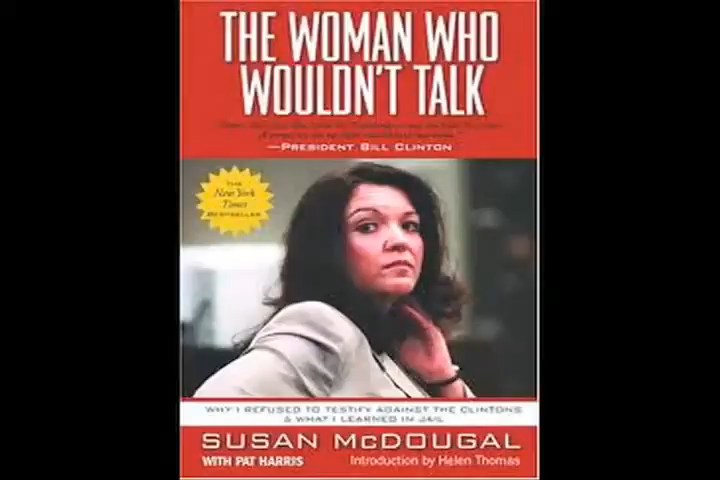 THE WOMAN WHO
WOULDN'T TALK
—PRESIDENT BILL CLINTON
THE
New York
Times
BESTSELLER
WHY I REFUSED TO TESTIFY AGAINST THE CLINTONS
& WHAT I LEARNED IN JAIL
SUSAN McDOUGAL
WITH PAT HARRIS
Introduction by Helen Thomas